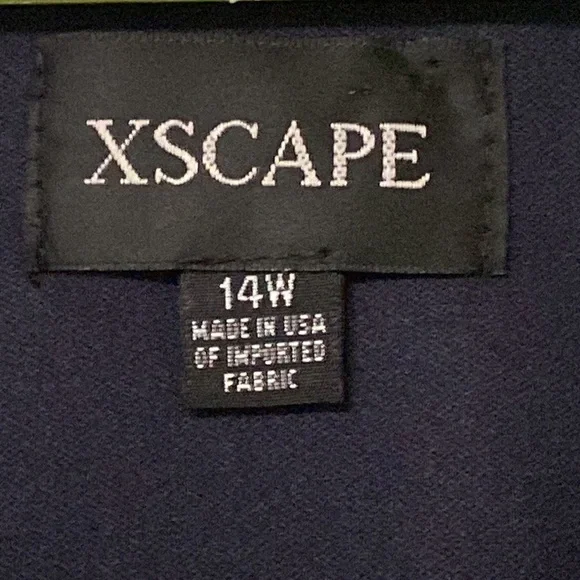 XSCAPE
14W
MADE IN USA
OF IMPORTED
FABRIC